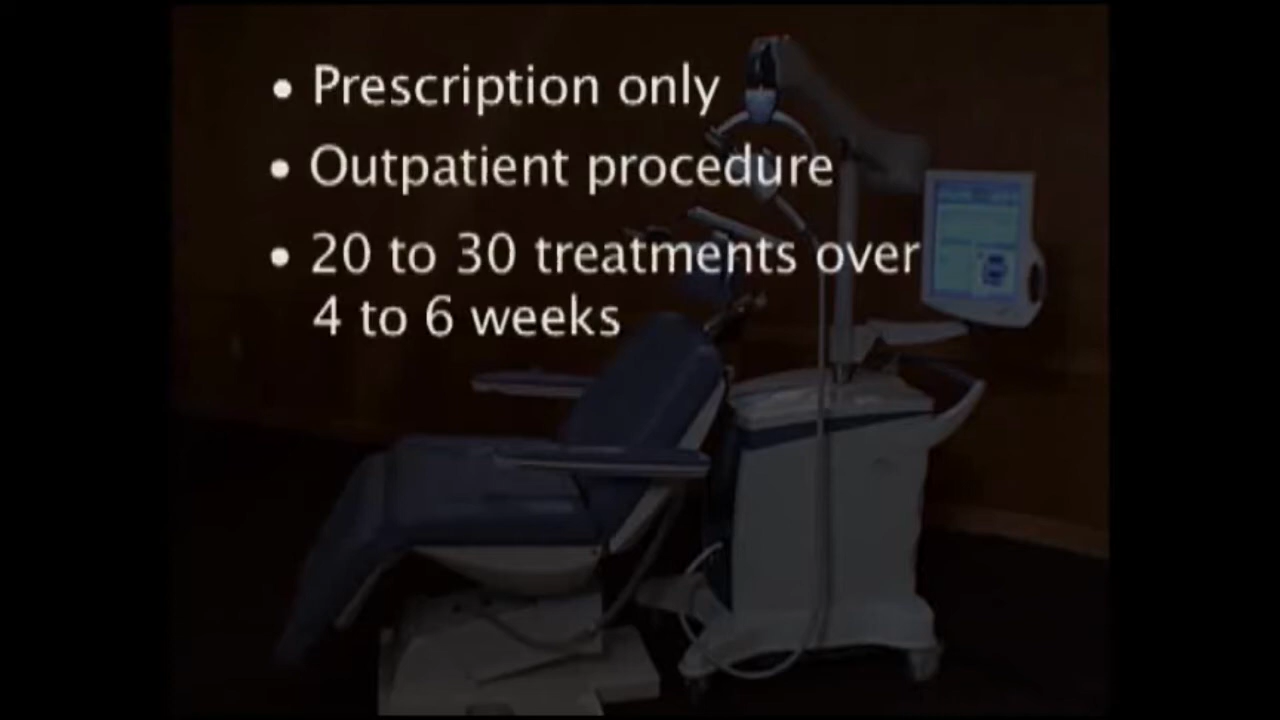 • Prescription only
• Outpatient procedure
• 20 to 30 treatments over
4 to 6 weeks